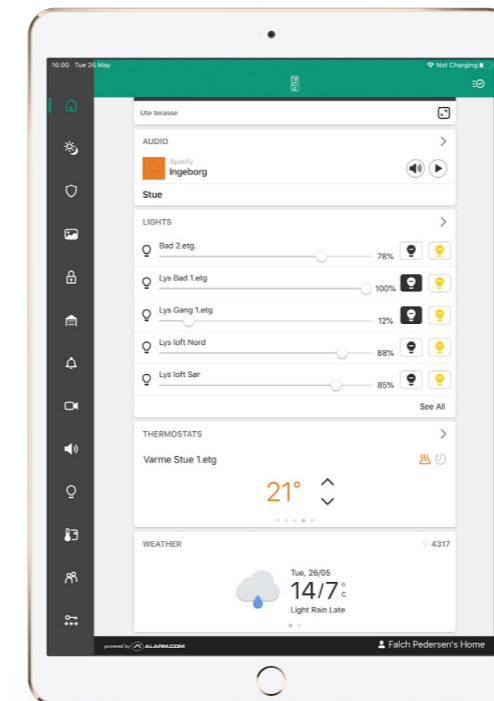 16:00 Tue 26 May
Not Charging
Ute terasse
AUDIO
Spotify
Ingeborg
Stue
LIGHTS
Bad 2.etg.
78%
Lys Bad 1.etg
100%
Lys Gang 1.etg
12%
Lys loft Nord
88%
Lys loft Sør
85%
See All
THERMOSTATS
Varme Stue 1.etg
21°
WEATHER
4317
Tue, 26/05
14/7° C
Light Rain Late
powered by ALARM.COM
Falch Pedersen's Home